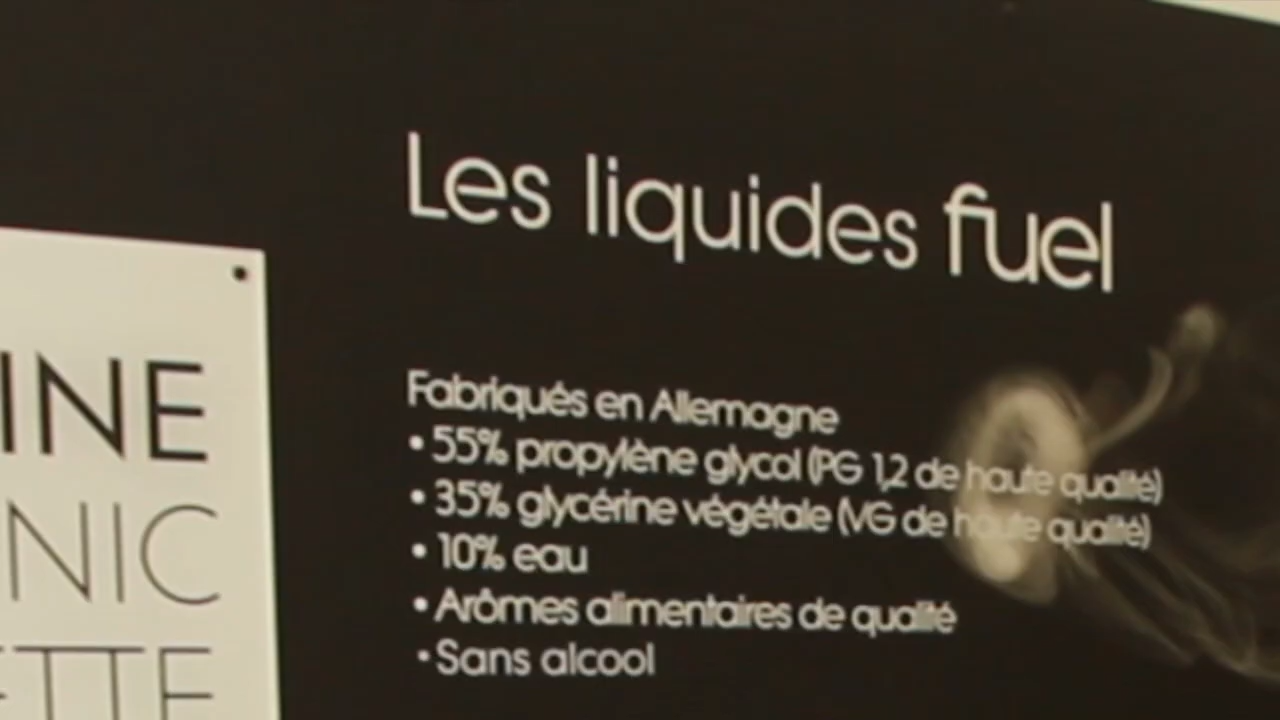 Les liquides fuel
Fabriqués en Allemagne
• 55% propylène glycol (PG 1,2 de haute qualité)
• 35% glycérine végétale (VG de haute qualité)
• 10% eau
• Arômes alimentaires de qualité
• Sans alcool
INE
NIC
ETTE